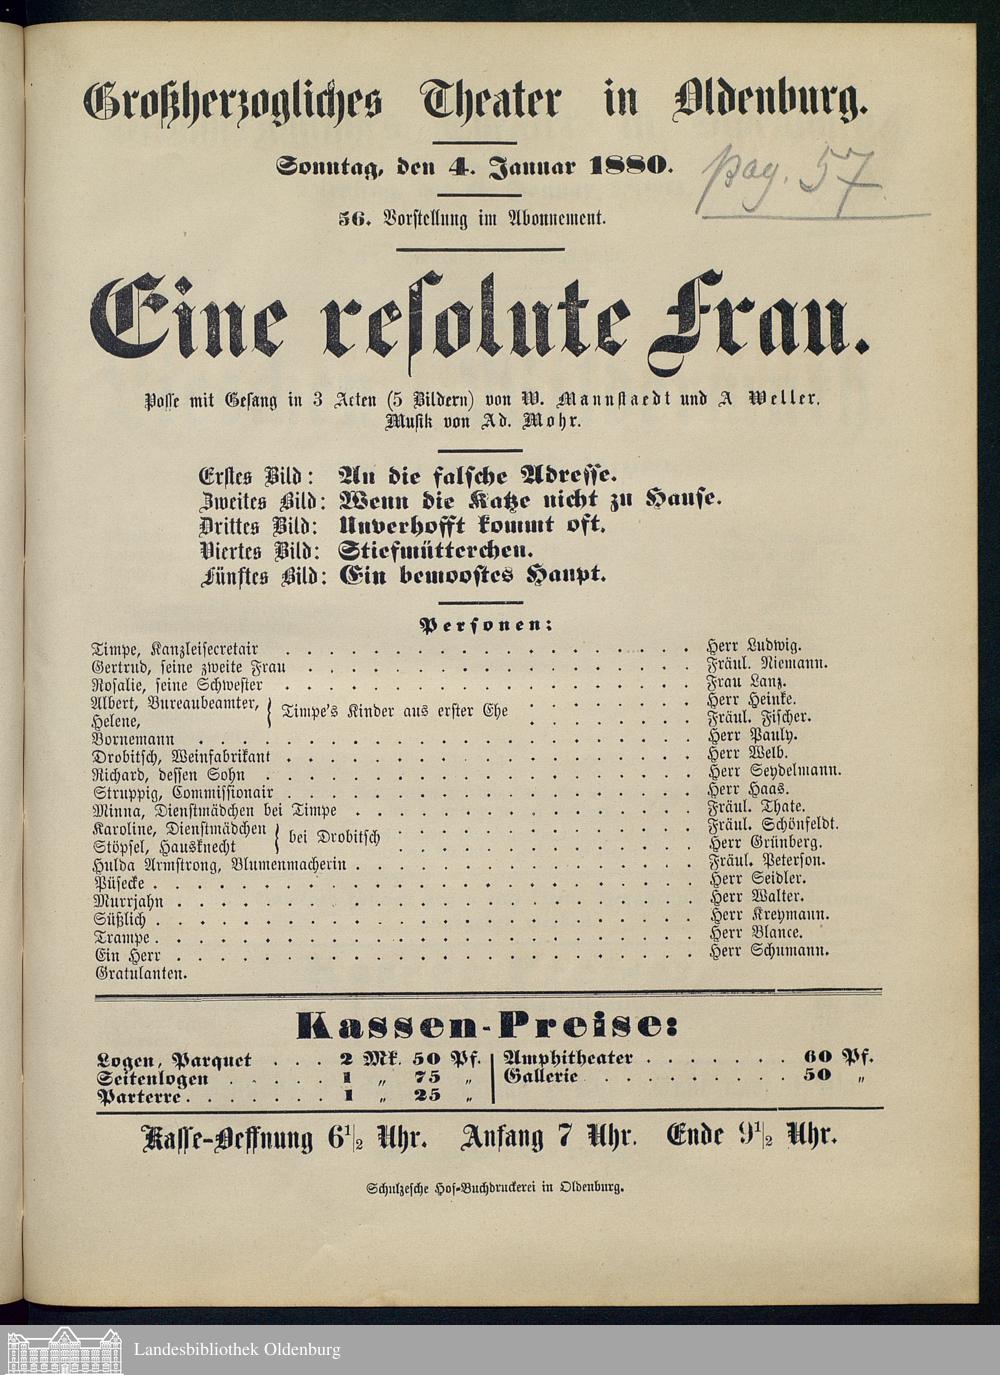 Großherzogliches Theater in Oldenburg.
Sonntag, den 4. Januar 1880.
pag. 57
56. Vorstellung im Abonnement.
Eine resolute Frau.
Posse mit Gesang in 3 Acten (5 Bildern) von W. Mannstaedt und A Weller.
Musik von Ad. Mohr.
Erstes Bild: An die falsche Adresse.
Zweites Bild: Wenn die Katze nicht zu Hause.
Drittes Bild: Unverhofft kommt oft.
Viertes Bild: Stiefmütterchen.
Fünftes Bild: Ein bemoostes Haupt.
Personen:
Timpe, Kanzleisecretair . . . Herr Ludwig.
Gertrud, seine zweite Frau . . . Fräul. Niemann.
Rosalie, seine Schwester . . . Frau Lanz.
Albert, Bureaubeamter, } Timpe's Kinder aus erster Ehe . . . Herr Heinke.
Helene, . . . Fräul. Fischer.
Bornemann . . . Herr Pauly.
Drobitsch, Weinfabrikant . . . Herr Welb.
Richard, dessen Sohn . . . Herr Seydelmann.
Struppig, Commissionair . . . Herr Haas.
Minna, Dienstmädchen bei Timpe . . . Fräul. Thate.
Karoline, Dienstmädchen } bei Drobitsch . . . Fräul. Schönfeldt.
Stöpsel, Hausknecht . . . Herr Grünberg.
Hulda Armstrong, Blumenmacherin . . . Fräul. Peterson.
Püsecke . . . Herr Seidler.
Murrjahn . . . Herr Walter.
Süßlich . . . Herr Kreymann.
Trampe . . . Herr Blance.
Ein Herr . . . Herr Schumann.
Gratulanten.
Kassen-Preise:
Logen, Parquet . . . 2 Mk. 50 Pf.
Seitenlogen . . . 1 „ 75 „
Parterre . . . 1 „ 25 „
Amphitheater . . . 60 Pf.
Gallerie . . . 50 „
Kasse-Oeffnung 6 1/2 Uhr. Anfang 7 Uhr. Ende 9 1/2 Uhr.
Schulzesche Hof-Buchdruckerei in Oldenburg.
Landesbibliothek Oldenburg